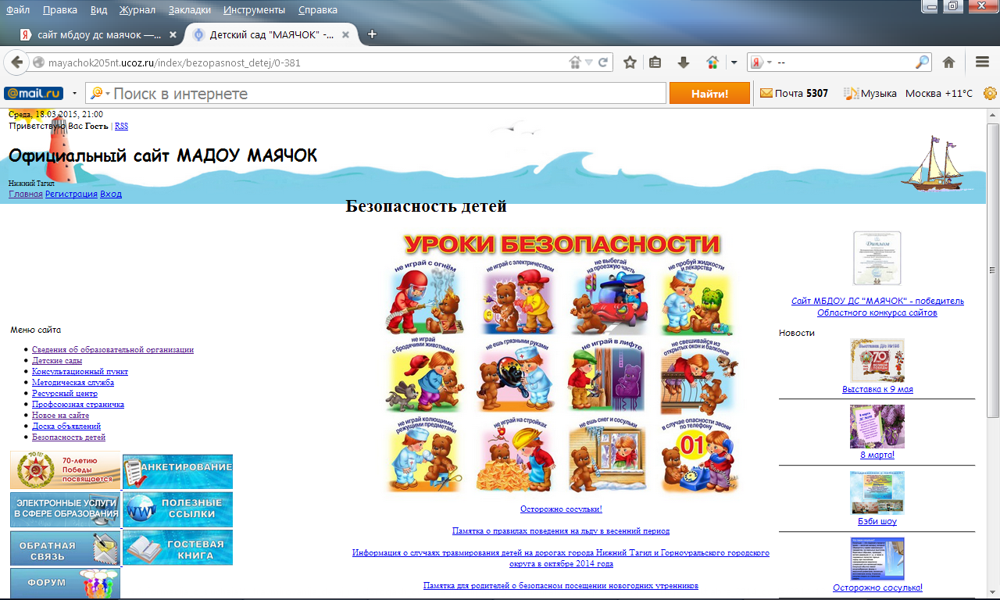 Файл Правка Вид Журнал Закладки Инструменты Справка
сайт мбдоу дс маячок —...
Детский сад "МАЯЧОК" -...
mayachok205nt.ucoz.ru/index/bezopasnost_detej/0-381
--
@mail.ru
Поиск в интернете
Найти!
Почта 5307
Музыка
Москва +11°C
Среда, 18.03.2015, 21:00
Приветствую Вас Гость | RSS
Официальный сайт МАДОУ МАЯЧОК
Нижний Тагил
Главная Регистрация Вход
Безопасность детей
Меню сайта
Сведения об образовательной организации
Детские сады
Консультационный пункт
Методическая служба
Ресурсный центр
Профсоюзная страничка
Новое на сайте
Доска объявлений
Безопасность детей
70 ЛЕТ
70-летию
Победы
посвящается
АНКЕТИРОВАНИЕ
ЭЛЕКТРОННЫЕ УСЛУГИ
В СФЕРЕ ОБРАЗОВАНИЯ
WWW
ПОЛЕЗНЫЕ
ССЫЛКИ
ОБРАТНАЯ
СВЯЗЬ
ГОСТЕВАЯ
КНИГА
ФОРУМ
УРОКИ БЕЗОПАСНОСТИ
не играй с огнём
не играй с электричеством
не выбегай
на проезжую часть
не пробуй жидкости
и лекарства
не играй
с бродячими животными
не ешь грязными руками
не играй в лифте
не свешивайся из
открытых окон и балконов
не играй колющими,
режущими предметами
не играй на стройках
не ешь снег и сосульки
в случае опасности звони
по телефону
01
Осторожно сосульки!
Памятка о правилах поведения на льду в весенний период
Информация о случаях травмирования детей на дорогах города Нижний Тагил и Горноуральского городского
округа в октябре 2014 года
Памятка для родителей о безопасном посещении новогодних утренников
Диплом
Сайт МБДОУ ДС "МАЯЧОК" - победитель
Областного конкурса сайтов
Новости
70
Выставка к 9 мая
8 марта!
Бэби шоу
Осторожно сосулька!